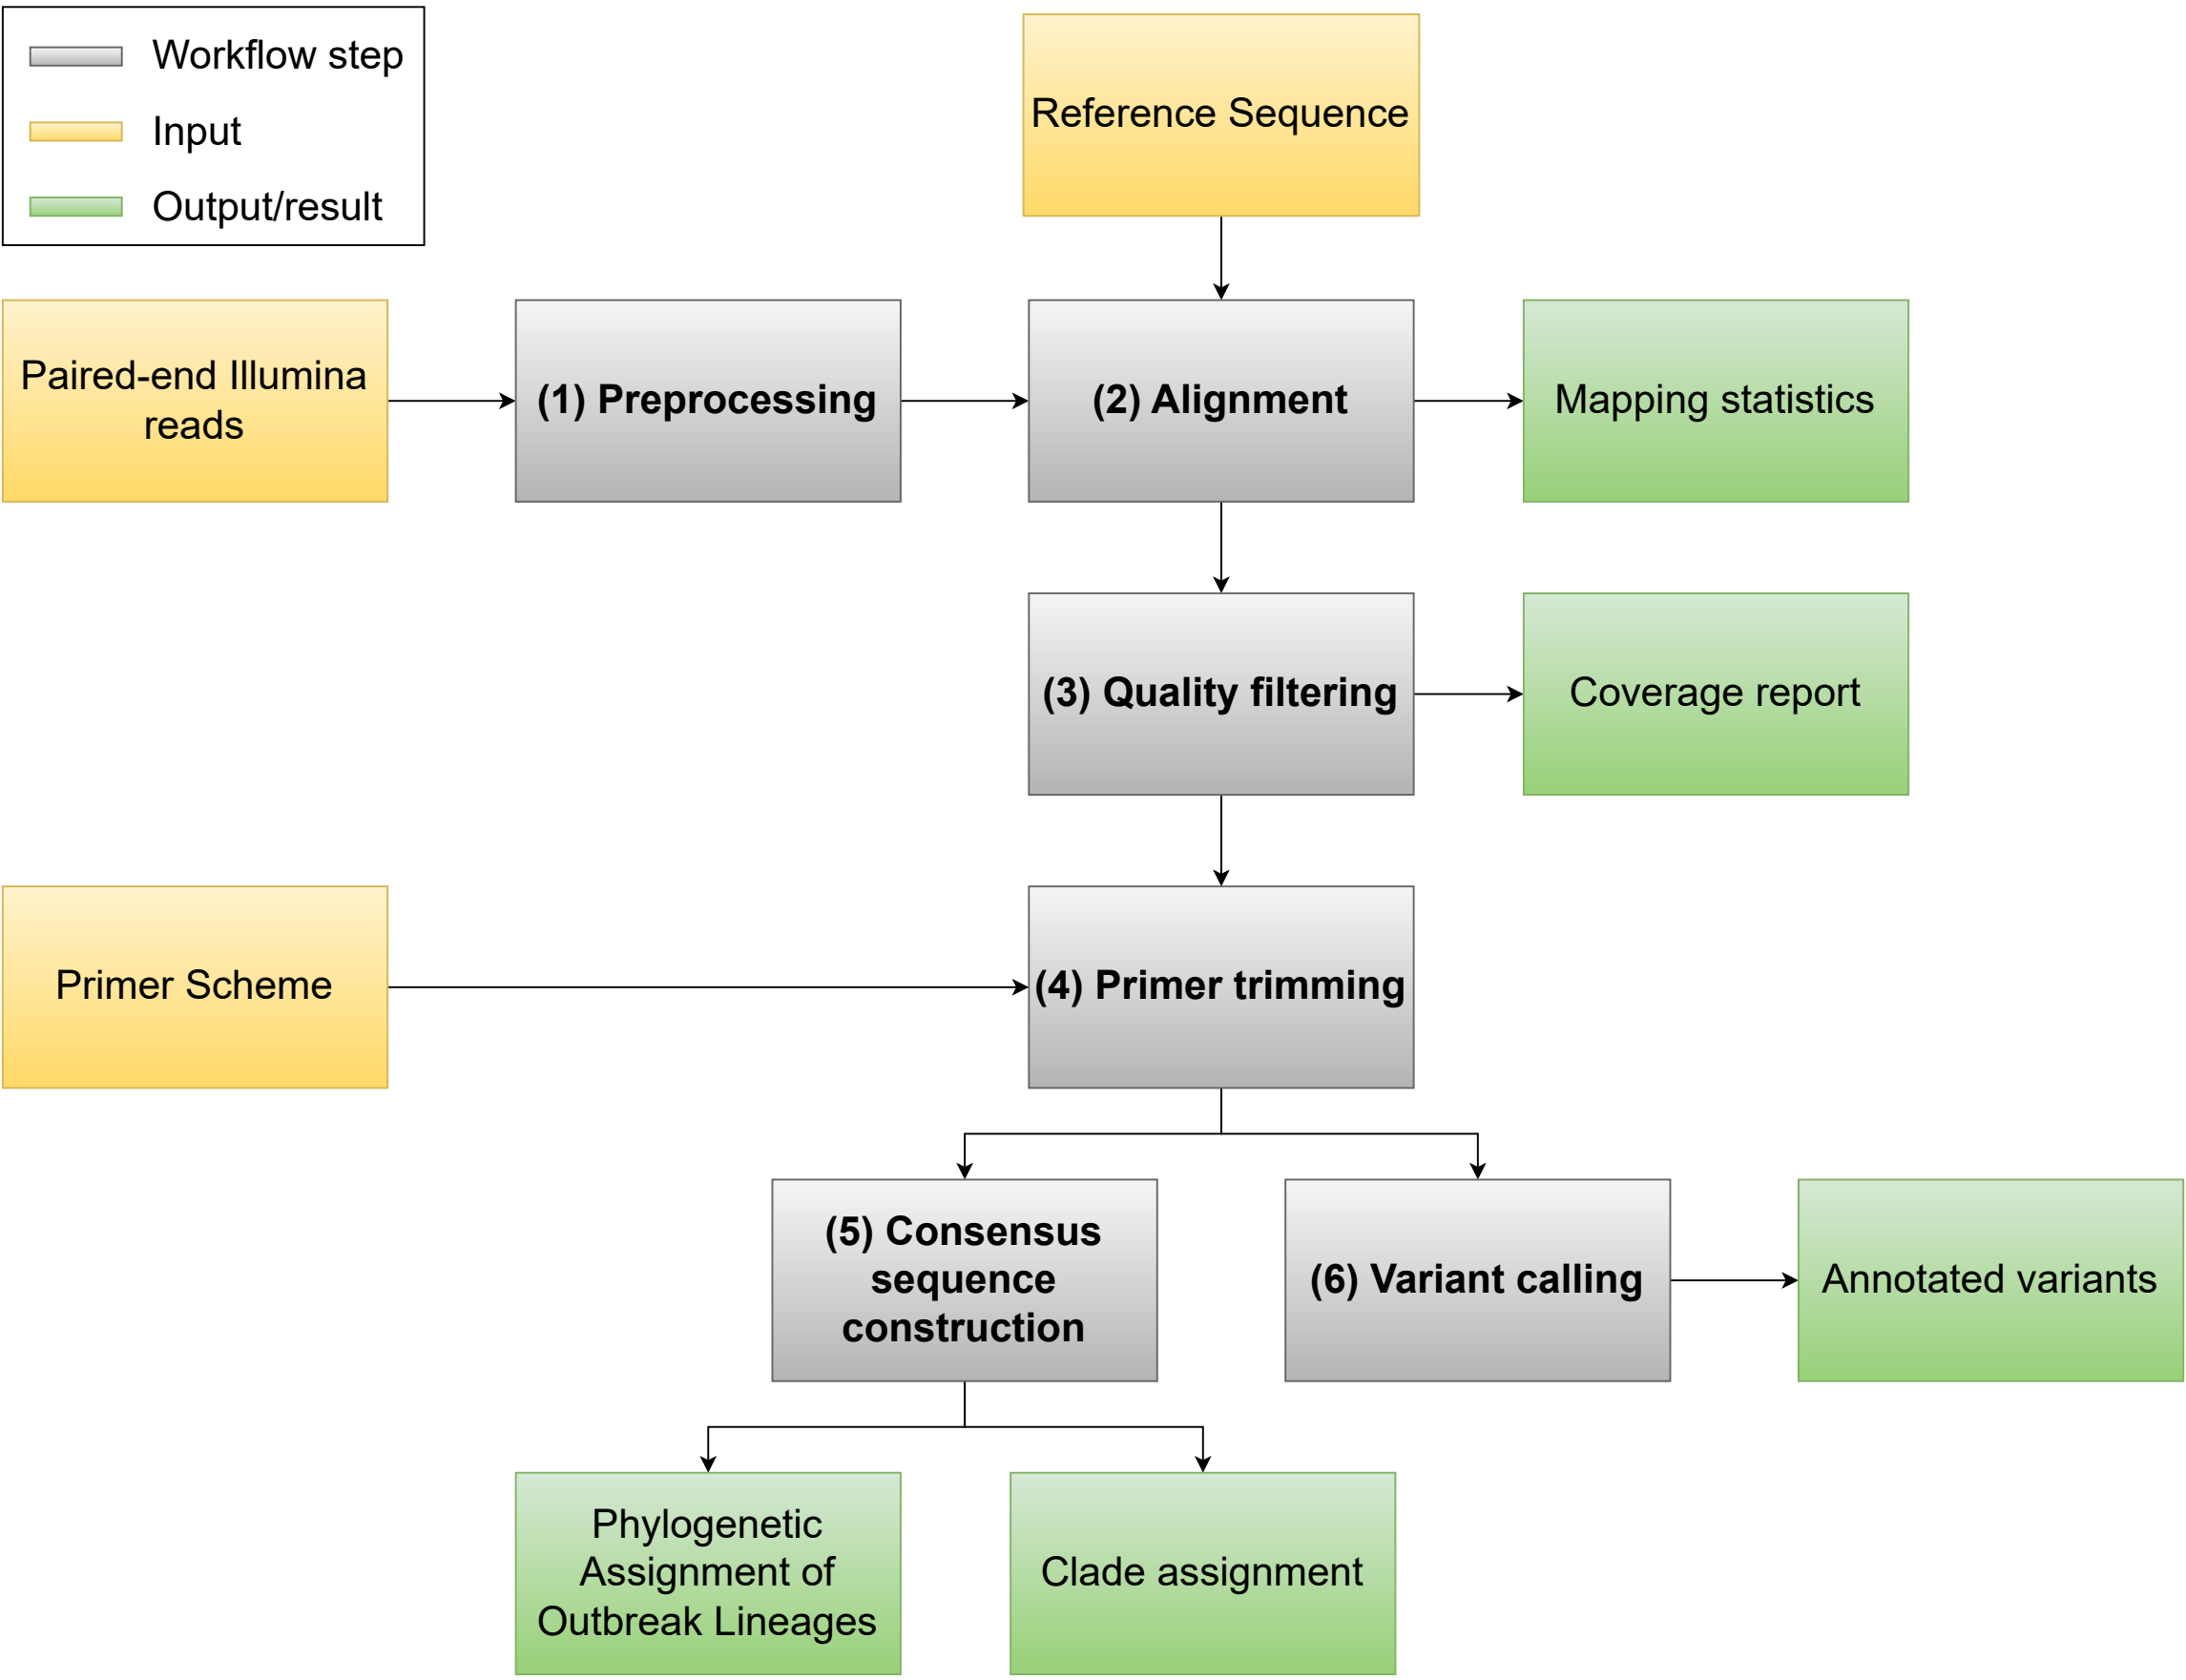 Workflow step
Input
Output/result
Reference Sequence
Paired-end Illumina
reads
(1) Preprocessing
(2) Alignment
Mapping statistics
(3) Quality filtering
Coverage report
Primer Scheme
(4) Primer trimming
(5) Consensus
sequence
construction
(6) Variant calling
Annotated variants
Phylogenetic
Assignment of
Outbreak Lineages
Clade assignment